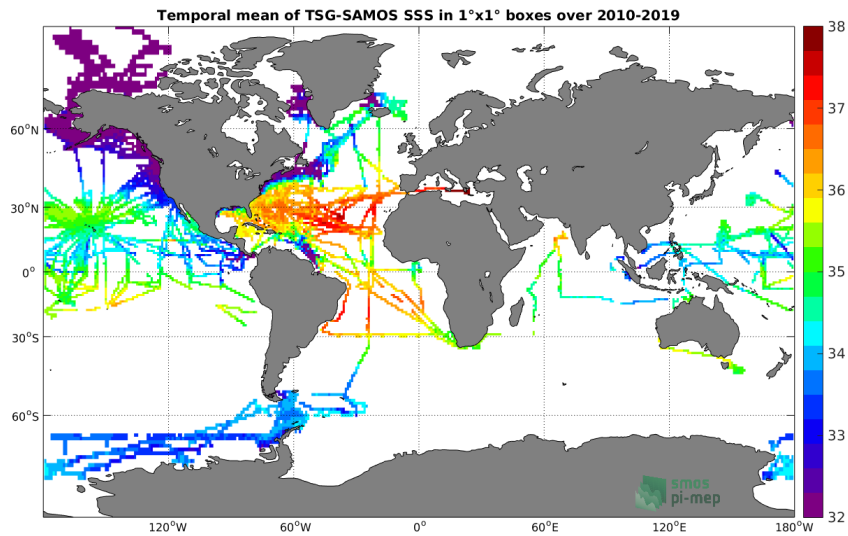 Temporal mean of TSG-SAMOS SSS in 1°x1° boxes over 2010-2019
38
37
36
35
34
33
32
60°N
30°N
0°
30°S
60°S
120°W
60°W
0°
60°E
120°E
180°W
smos
pi-mep